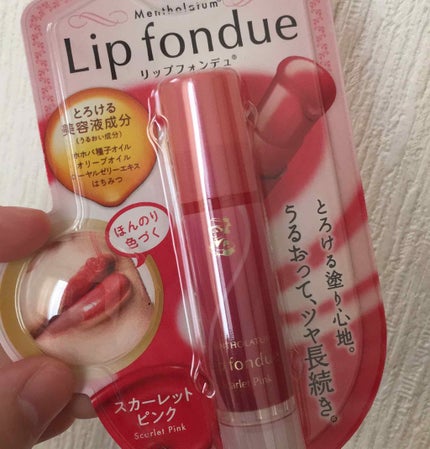 Mentholatum®
Lip fondue
リップフォンデュ®
とろける
美容液成分
(うるおい成分)
ホホバ種子オイル
オリーブオイル
ローヤルゼリーエキス
はちみつ
ほんのり
色づく
とろける塗り心地。
うるおって、ツヤ長続き。
fondue
Scarlet Pink
スカーレット
ピンク
Scarlet Pink